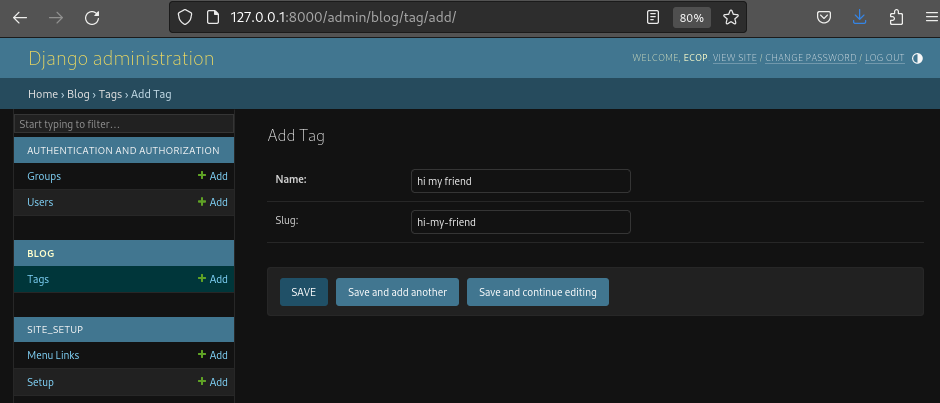 127.0.0.1:8000/admin/blog/tag/add/ 80%
Django administration
WELCOME, ECOP VIEW SITE / CHANGE PASSWORD / LOG OUT
Home › Blog › Tags › Add Tag
Start typing to filter...
AUTHENTICATION AND AUTHORIZATION
Groups + Add
Users + Add
BLOG
Tags + Add
SITE_SETUP
Menu Links + Add
Setup + Add
Add Tag
Name: hi my friend
Slug: hi-my-friend
SAVE Save and add another Save and continue editing